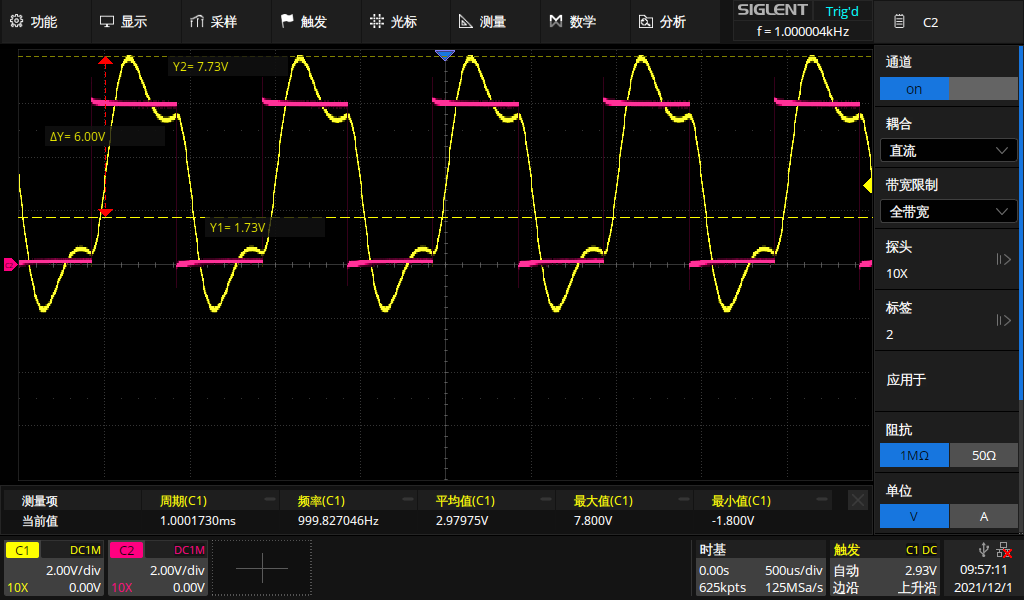 功能 显示 采样 触发 光标 测量 数学 分析
SIGLENT Trig'd
f = 1.000004kHz
C2
Y2= 7.73V
ΔY= 6.00V
Y1= 1.73V
通道
on
耦合
直流
带宽限制
全带宽
探头
10X
标签
2
应用于
阻抗
1MΩ 50Ω
单位
V A
测量项 周期(C1) 频率(C1) 平均值(C1) 最大值(C1) 最小值(C1)
当前值 1.0001730ms 999.827046Hz 2.97975V 7.800V -1.800V
C1 DC1M
2.00V/div
10X 0.00V
C2 DC1M
2.00V/div
10X 0.00V
时基
0.00s 500us/div
625kpts 125MSa/s
触发 C1 DC
自动 2.93V
边沿 上升沿
09:57:11
2021/12/1